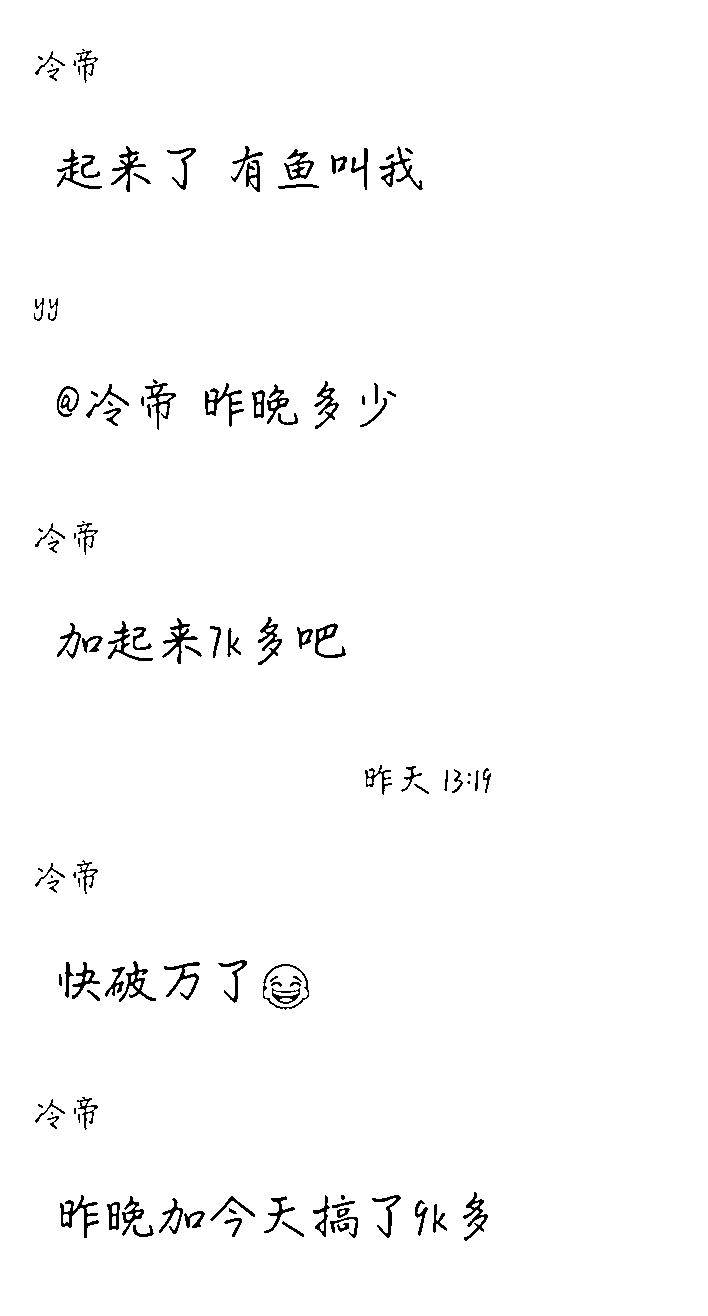 冷帝
起来了 有鱼叫我
yy
@冷帝 昨晚多少
冷帝
加起来7k多吧
昨天 13:19
冷帝
快破万了😂
冷帝
昨晚加今天搞了9k多